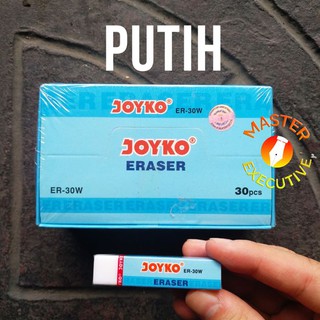 PUTIH
JOYKO®
ER-30W
JOYKO®
ERASER
ER-30W
30pcs
MASTER
EXECUTIVE
JOYKO®
ER-30W
ERASER